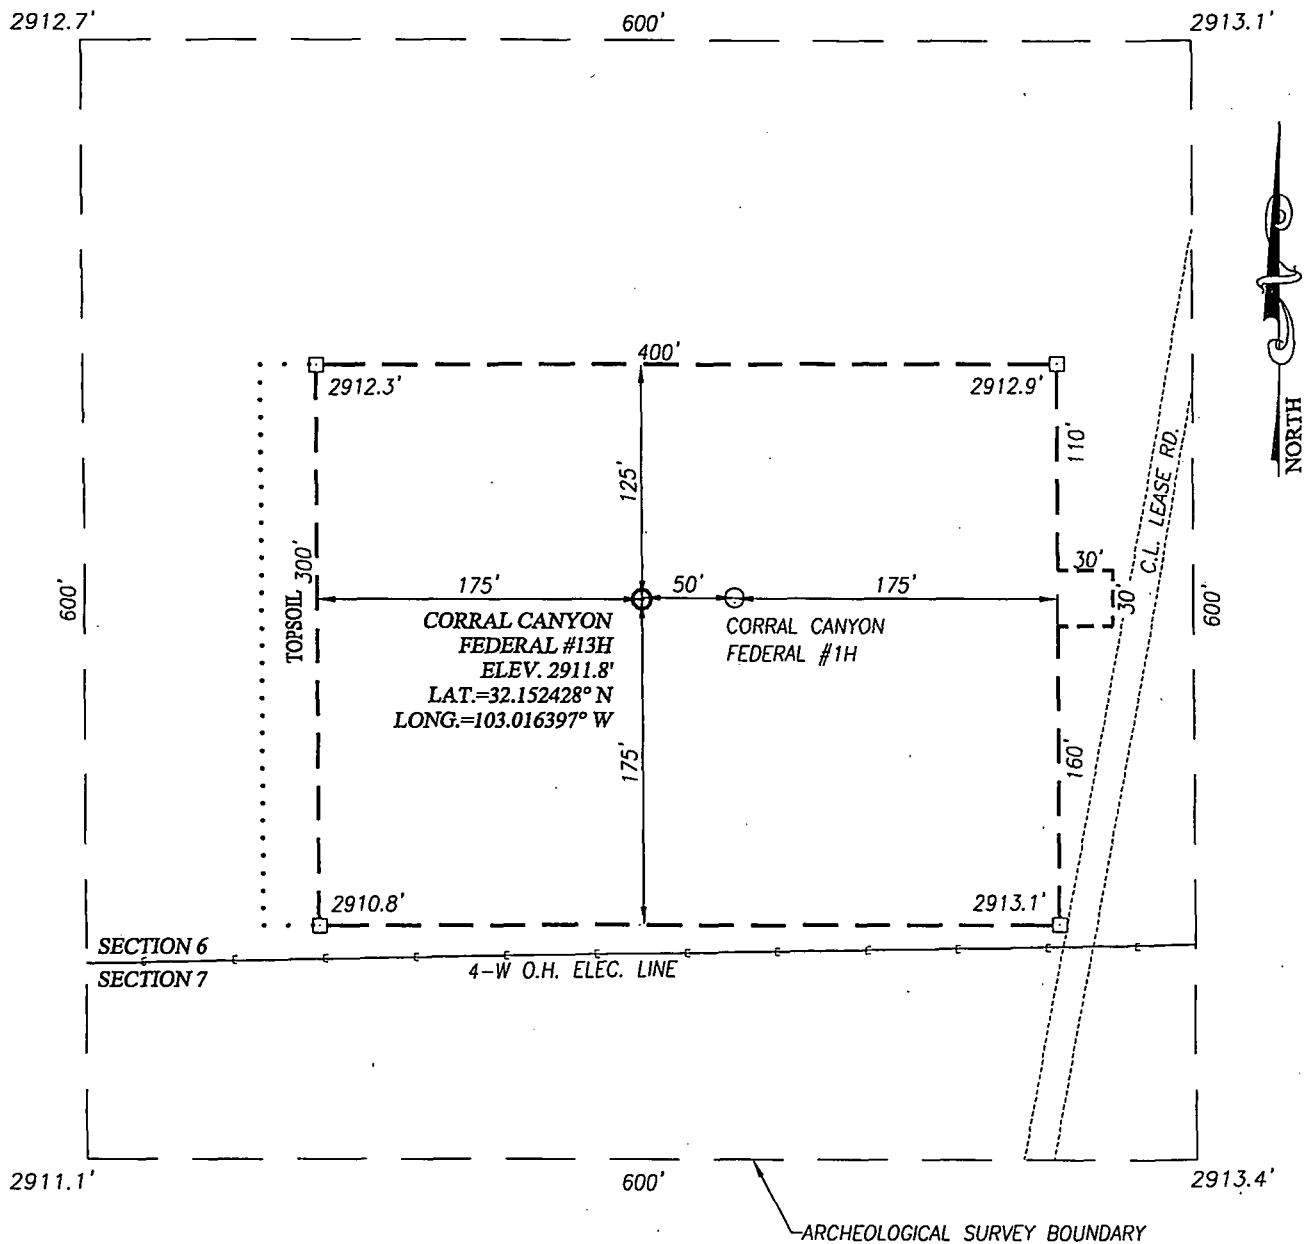 2912.7'
600'
2913.1'
NORTH
400'
2912.3'
2912.9'
110'
125'
C.L. LEASE RD.
300'
TOPSOIL
600'
175'
50'
175'
30'
30'
600'
CORRAL CANYON
FEDERAL #13H
ELEV. 2911.8'
LAT.=32.152428° N
LONG.=103.016397° W
CORRAL CANYON
FEDERAL #1H
175'
160'
2910.8'
2913.1'
SECTION 6
SECTION 7
4-W O.H. ELEC. LINE
2911.1'
600'
2913.4'
ARCHEOLOGICAL SURVEY BOUNDARY